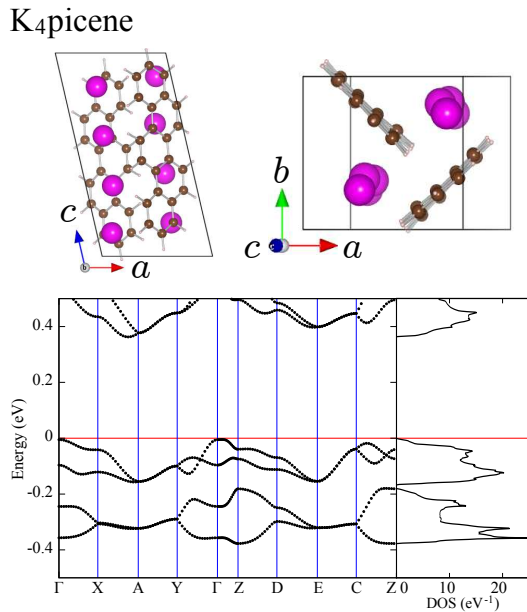 K₄picene
c
b
a
b
c
a
0.4
0.2
0
-0.2
-0.4
Energy (eV)
Γ X A Y Γ Z D E C Z 0 10 20
DOS (eV⁻¹)